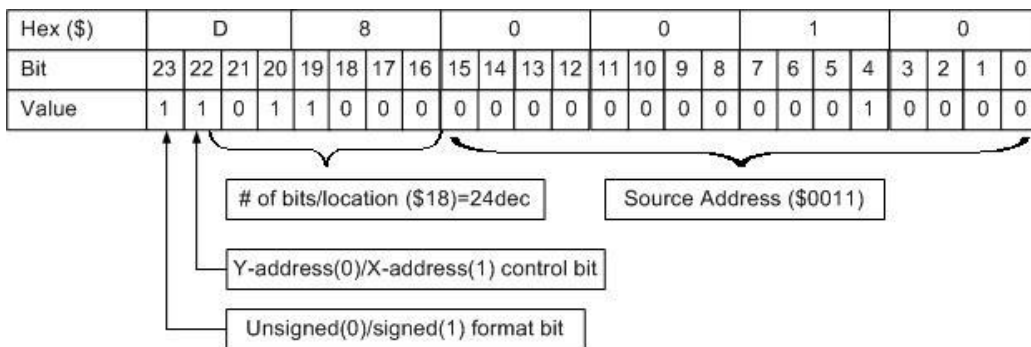 Hex ($) D 8 0 0 1 0
Bit 23 22 21 20 19 18 17 16 15 14 13 12 11 10 9 8 7 6 5 4 3 2 1 0
Value 1 1 0 1 1 0 0 0 0 0 0 0 0 0 0 0 0 0 0 1 0 0 0 0
# of bits/location ($18)=24dec Source Address ($0011)
Y-address(0)/X-address(1) control bit
Unsigned(0)/signed(1) format bit